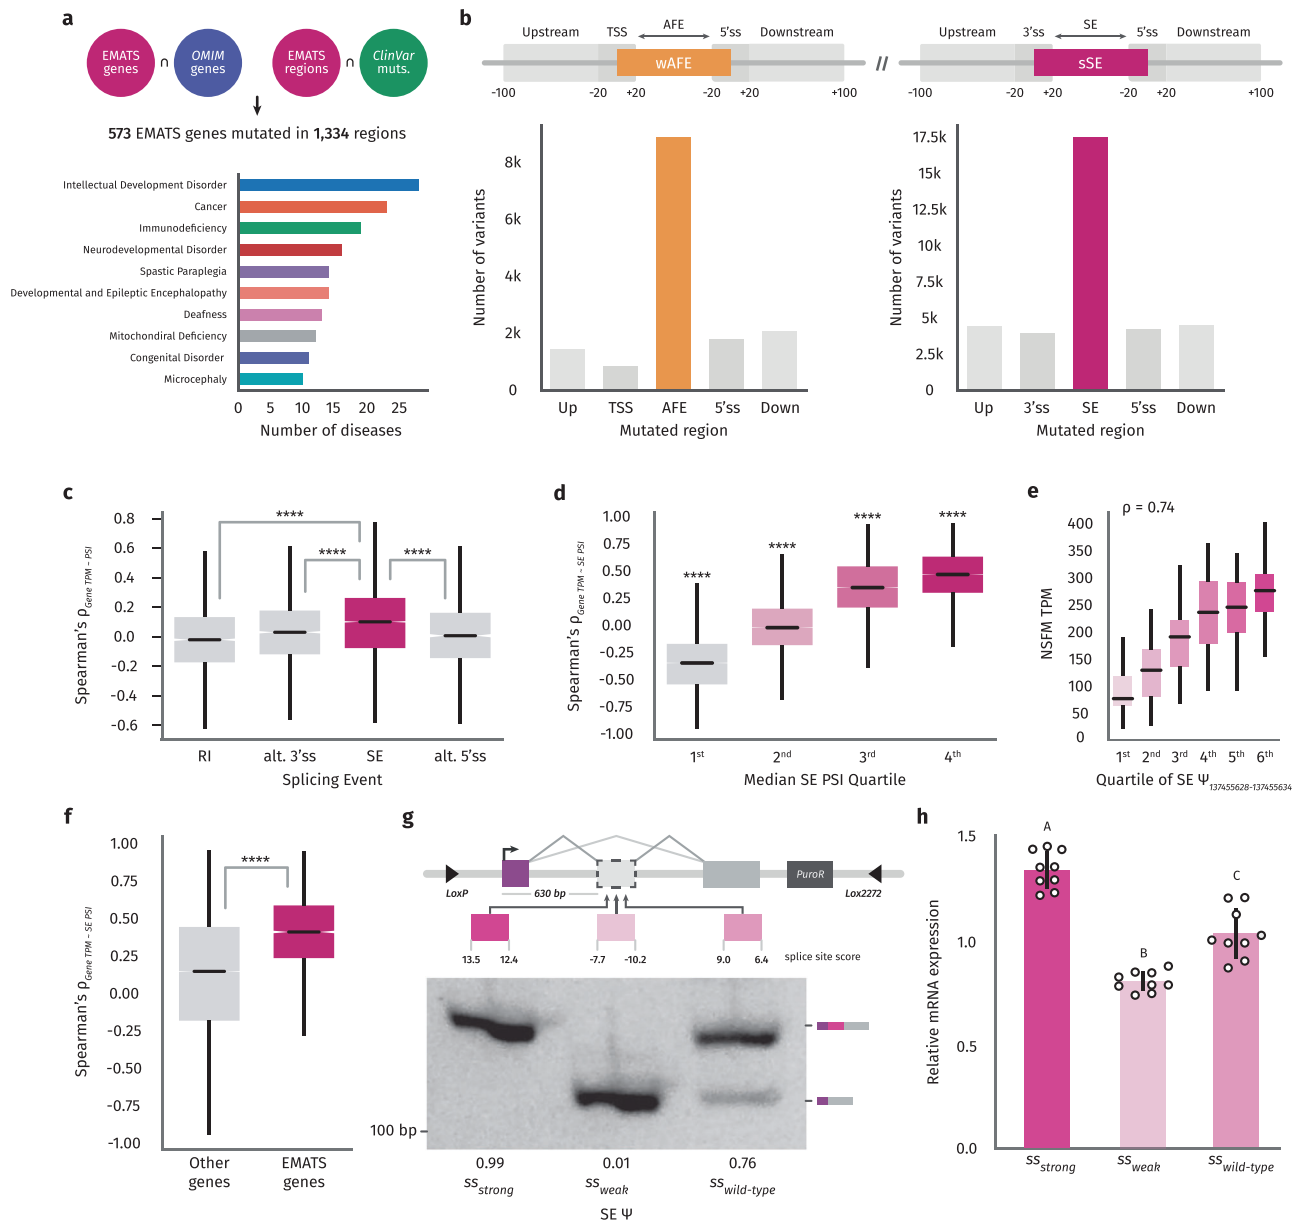 a
EMATS genes ∩ OMIM genes
EMATS regions ∩ ClinVar muts.
573 EMATS genes mutated in 1,334 regions
Intellectual Development Disorder
Cancer
Immunodeficiency
Neurodevelopmental Disorder
Spastic Paraplegia
Developmental and Epileptic Encephalopathy
Deafness
Mitochondiral Deficiency
Congenital Disorder
Microcephaly
0 5 10 15 20 25
Number of diseases
b
Upstream TSS AFE 5'ss Downstream
wAFE
-100 -20 +20 -20 +20 +100
//
Upstream 3'ss SE 5'ss Downstream
sSE
-100 -20 +20 -20 +20 +100
Number of variants
8k
6k
4k
2k
0
Up TSS AFE 5'ss Down
Mutated region
Number of variants
17.5k
15k
12.5k
10k
7.5k
5k
2.5k
0
Up 3'ss SE 5'ss Down
Mutated region
c
Spearman's ρGene TPM ~ PSI
0.8
0.6
0.4
0.2
0.0
-0.2
-0.4
-0.6
**** **** ****
RI alt. 3'ss SE alt. 5'ss
Splicing Event
d
Spearman's ρGene TPM ~ SE PSI
1.00
0.75
0.50
0.25
0.00
-0.25
-0.50
-0.75
-1.00
**** **** **** ****
1st 2nd 3rd 4th
Median SE PSI Quartile
e
ρ = 0.74
NSFM TPM
400
350
300
250
200
150
100
50
0
1st 2nd 3rd 4th 5th 6th
Quartile of SE Ψ137455628-137455634
f
Spearman's ρGene TPM ~ SE PSI
1.00
0.75
0.50
0.25
0.00
-0.25
-0.50
-0.75
-1.00
****
Other genes
EMATS genes
g
LoxP 630 bp PuroR Lox2272
13.5 12.4 -7.7 -10.2 9.0 6.4 splice site score
100 bp
0.99 0.01 0.76
ssstrong ssweak sswild-type
SE Ψ
h
Relative mRNA expression
1.5
1.0
0.5
0.0
A B C
ssstrong ssweak sswild-type